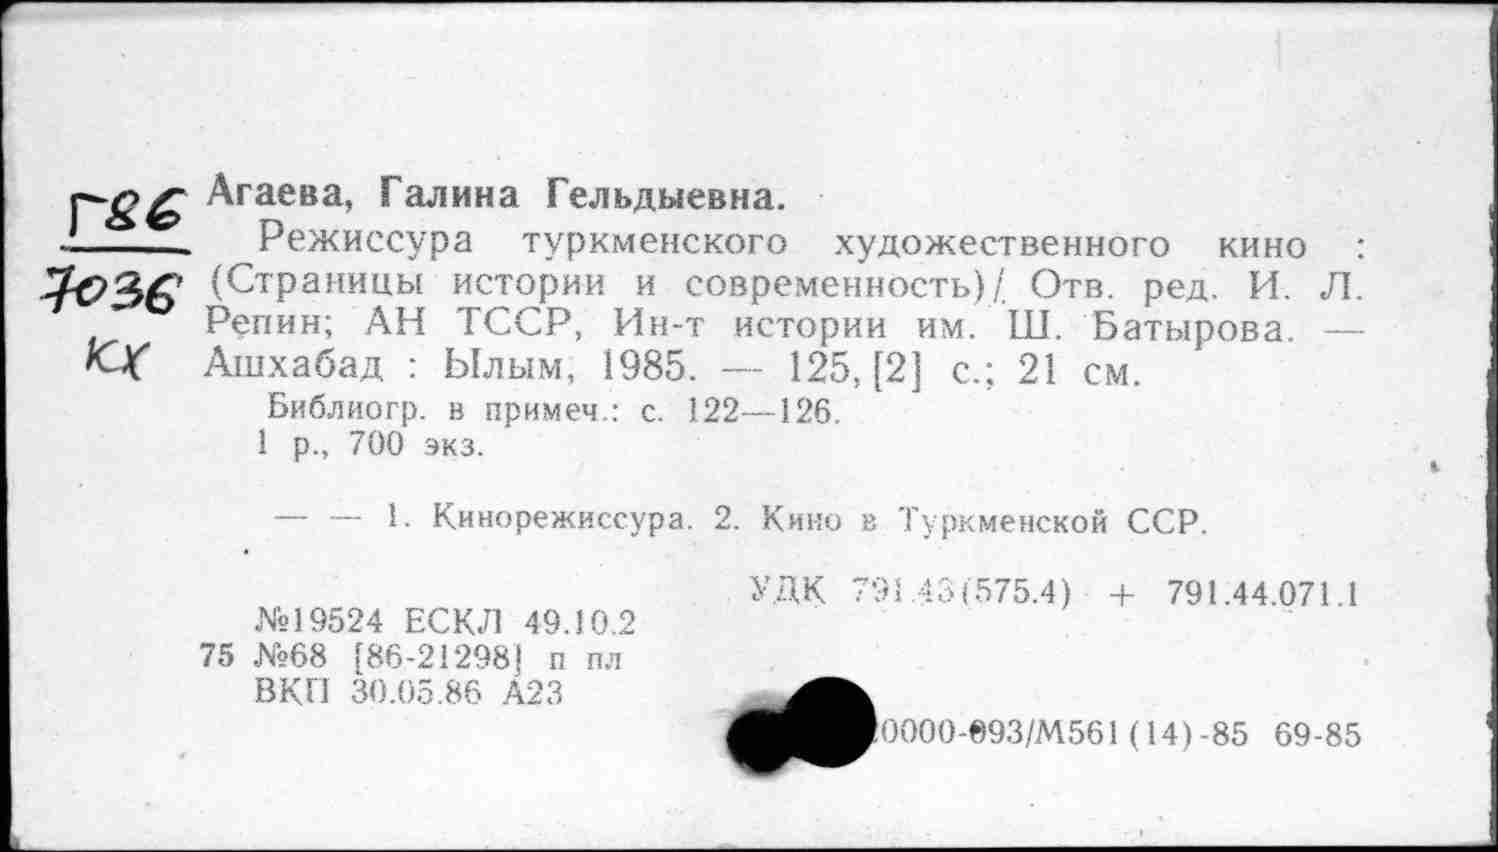 Г86
7036
КХ
Агаева, Галина Гельдыевна.
Режиссура туркменского художественного кино :
(Страницы истории и современность)/ Отв. ред. И. Л.
Репин; АН ТССР, Ин-т истории им. Ш. Батырова. —
Ашхабад : Ылым, 1985. — 125, [2] с.; 21 см.
Библиогр. в примеч.: с. 122—126.
1 р., 700 экз.
— — 1. Кинорежиссура. 2. Кино в Туркменской ССР.
УДК 791.43(575.4) + 791.44.071.1
№19524 ЕСКЛ 49.10.2
75 №68 [86-21298] п пл
ВКП 30.05.86 А23
0000-093/М561 (14)-85 69-85